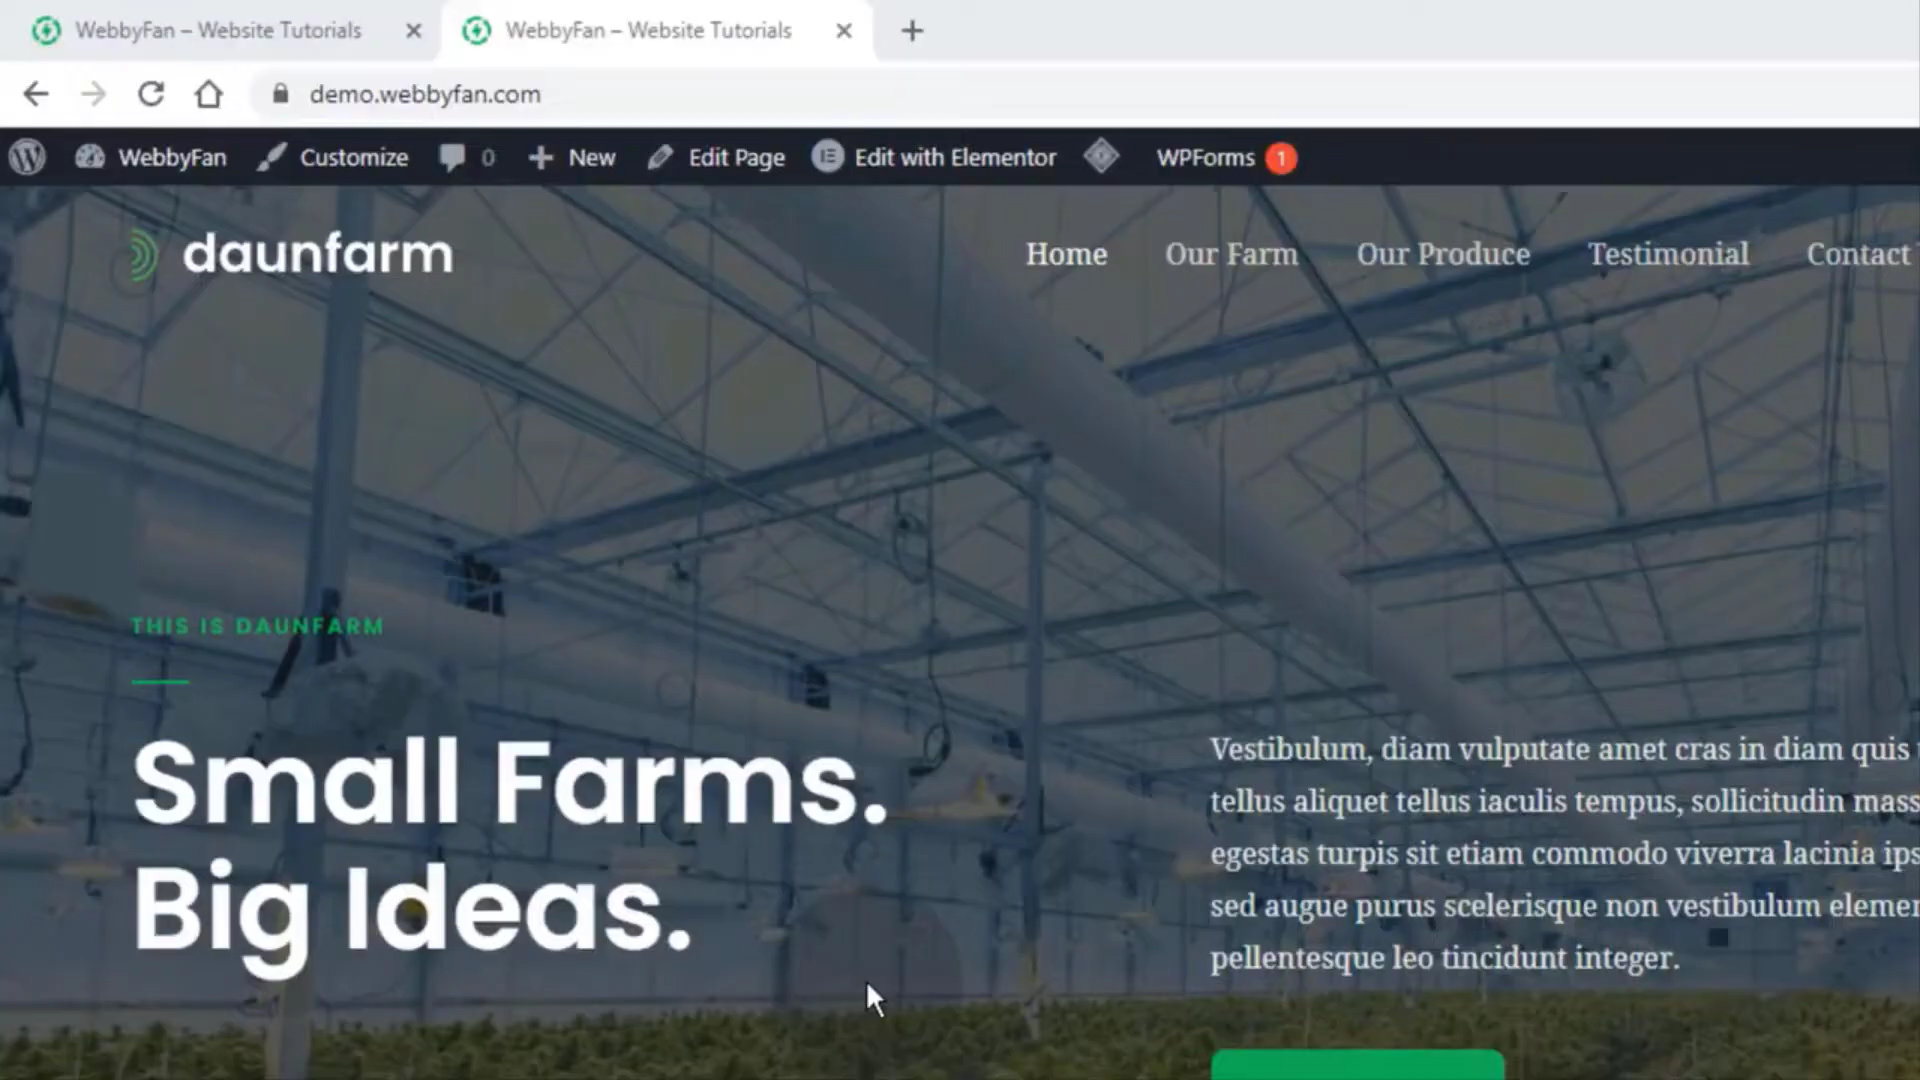 WebbyFan – Website Tutorials
WebbyFan – Website Tutorials
demo.webbyfan.com
WebbyFan
Customize
0
New
Edit Page
Edit with Elementor
WPForms
1
daunfarm
Home
Our Farm
Our Produce
Testimonial
Contact
THIS IS DAUNFARM
Small Farms.
Big Ideas.
Vestibulum, diam vulputate amet cras in diam quis
tellus aliquet tellus iaculis tempus, sollicitudin mass
egestas turpis sit etiam commodo viverra lacinia ips
sed augue purus scelerisque non vestibulum elemen
pellentesque leo tincidunt integer.